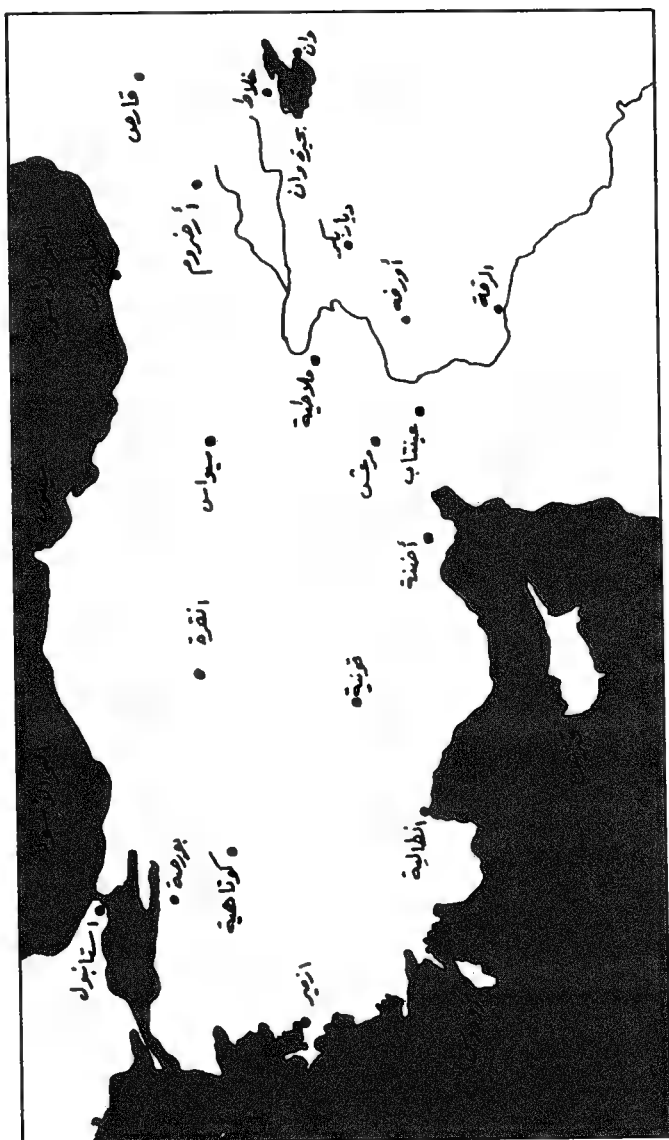 قارص
خلاط
وان
بحيرة وان
أرضروم
ديار بكر
أورفه
الرقة
ملاطية
سيواس
مرعش
عينتاب
أضنة
انقرة
قونية
انطالية
بورصة
كوتاهية
استانبول
ازمير